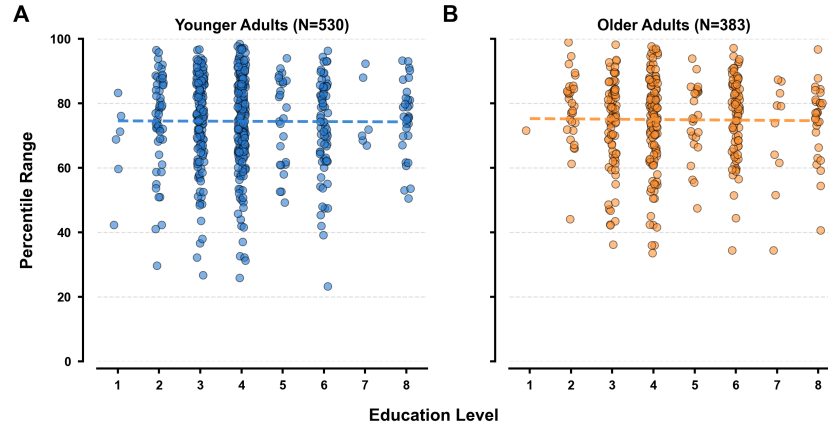 A
Younger Adults (N=530)
B
Older Adults (N=383)
Percentile Range
100
80
60
40
20
0
1 2 3 4 5 6 7 8
1 2 3 4 5 6 7 8
Education Level